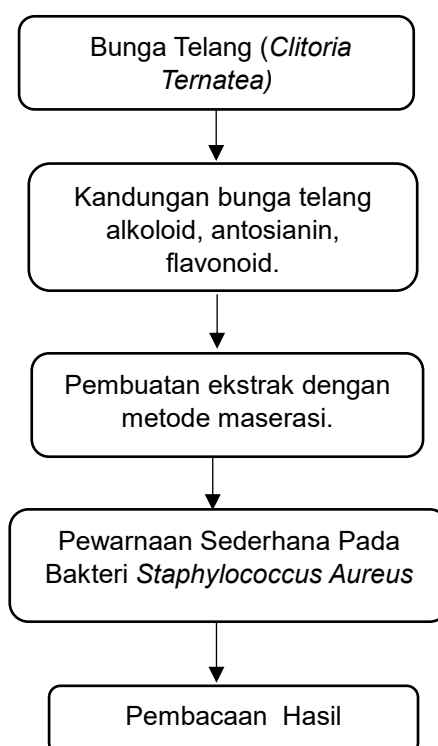 Bunga Telang (Clitoria
Ternatea)
Kandungan bunga telang
alkoloid, antosianin,
flavonoid.
Pembuatan ekstrak dengan
metode maserasi.
Pewarnaan Sederhana Pada
Bakteri Staphylococcus Aureus
Pembacaan Hasil